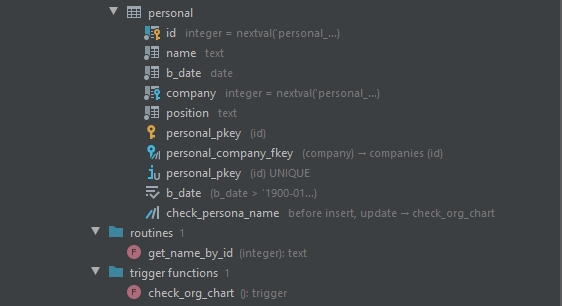 personal
id integer = nextval('personal_...)
name text
b_date date
company integer = nextval('personal_...)
position text
personal_pkey (id)
personal_company_fkey (company) → companies (id)
personal_pkey (id) UNIQUE
b_date (b_date > '1900-01...)
check_persona_name before insert, update → check_org_chart
routines 1
get_name_by_id (integer): text
trigger functions 1
check_org_chart (): trigger